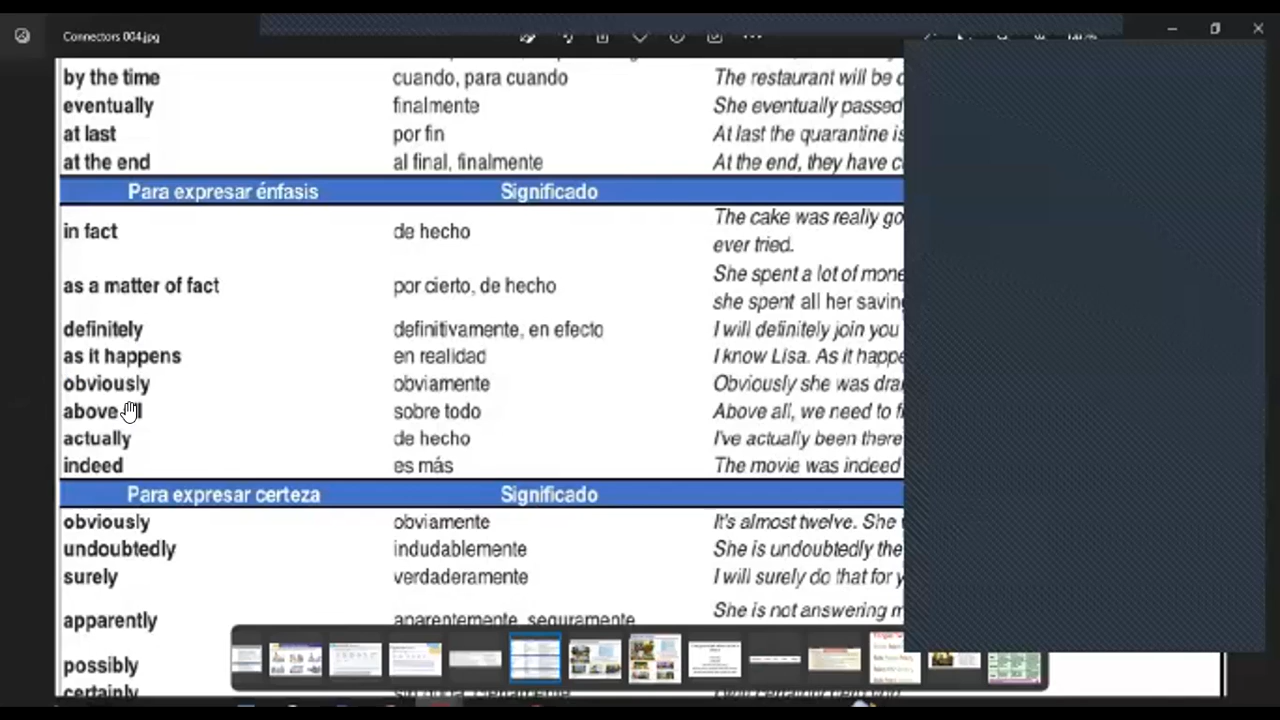 Connectors 004.jpg
by the time cuando, para cuando The restaurant will be
eventually finalmente She eventually passed
at last por fin At last the quarantine is
at the end al final, finalmente At the end, they have
Para expresar énfasis Significado
in fact de hecho The cake was really
ever tried.
as a matter of fact por cierto, de hecho She spent a lot of
she spent all her
definitely definitivamente, en efecto I will definitely join you
as it happens en realidad I know Lisa. As it
obviously obviamente Obviously she was
above sobre todo Above all, we need to
actually de hecho I've actually been there
indeed es más The movie was indeed
Para expresar certeza Significado
obviously obviamente It's almost twelve. She
undoubtedly indudablemente She is undoubtedly the
surely verdaderamente I will surely do that for
apparently aparentemente, seguramente She is not answering
possibly
certainly